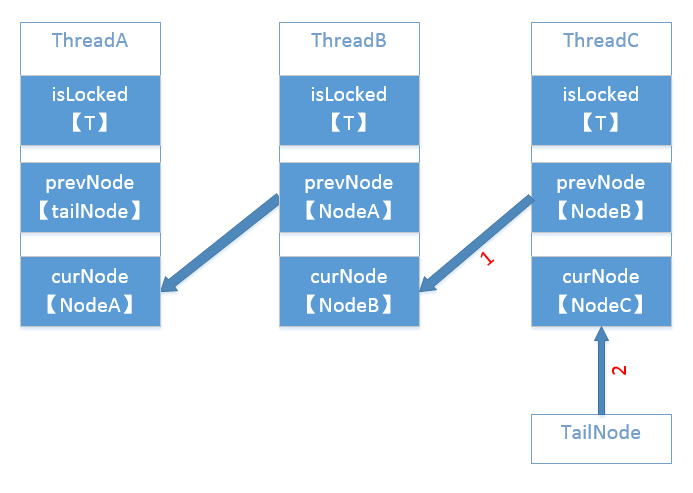 ThreadA
isLocked
【T】
prevNode
【tailNode】
curNode
【NodeA】
ThreadB
isLocked
【T】
prevNode
【NodeA】
curNode
【NodeB】
ThreadC
isLocked
【T】
prevNode
【NodeB】
curNode
【NodeC】
1
2
TailNode